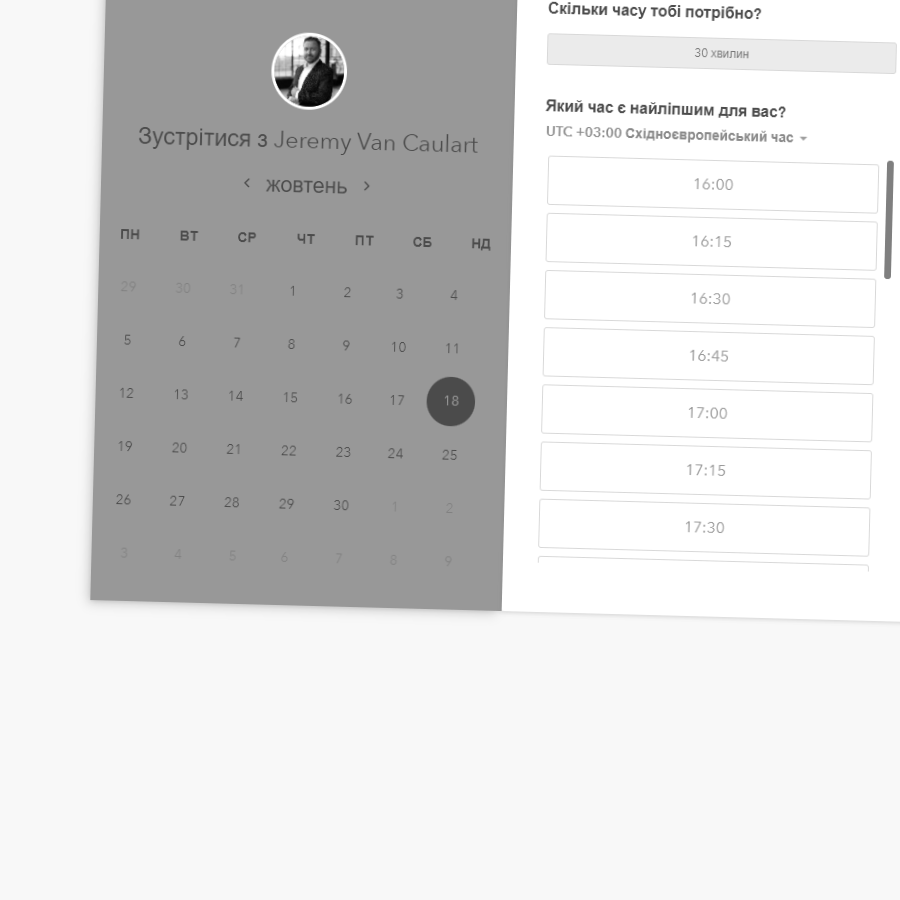 Зустрітися з Jeremy Van Caulart
жовтень
ПН ВТ СР ЧТ ПТ СБ НД
29 30 31 1 2 3 4
5 6 7 8 9 10 11
12 13 14 15 16 17 18
19 20 21 22 23 24 25
26 27 28 29 30 1 2
3 4 5 6 7 8 9
Скільки часу тобі потрібно?
30 хвилин
Який час є найліпшим для вас?
UTC +03:00 Східноєвропейський час
16:00
16:15
16:30
16:45
17:00
17:15
17:30